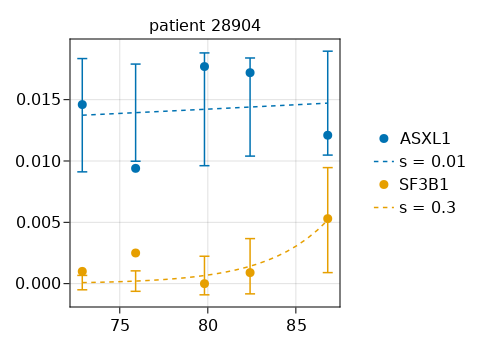 patient 28904
0.015
0.010
0.005
0.000
75
80
85
ASXL1
s = 0.01
SF3B1
s = 0.3